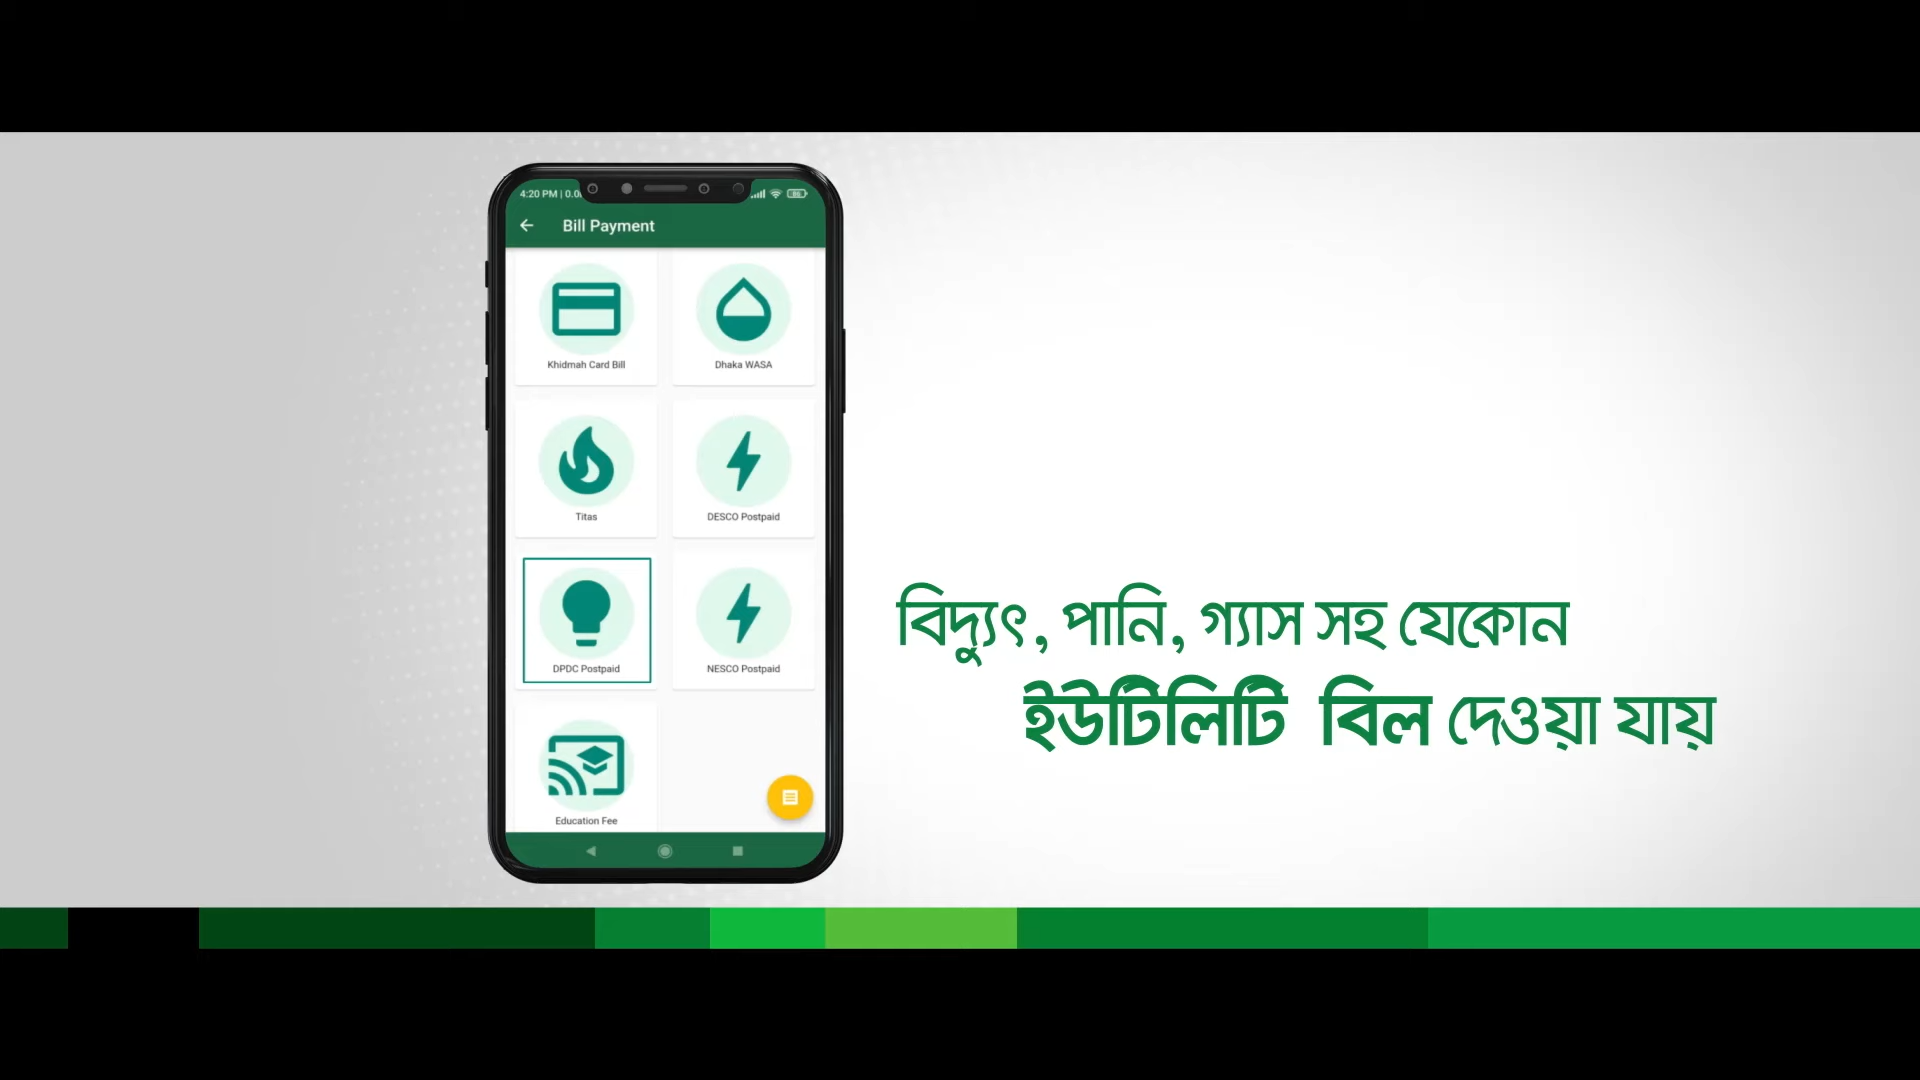 4:20 PM | 0.0
Bill Payment
Khidmah Card Bill
Dhaka WASA
Titas
DESCO Postpaid
DPDC Postpaid
NESCO Postpaid
Education Fee
বিদ্যুৎ, পানি, গ্যাস সহ যেকোন
ইউটিলিটি বিল দেওয়া যায়